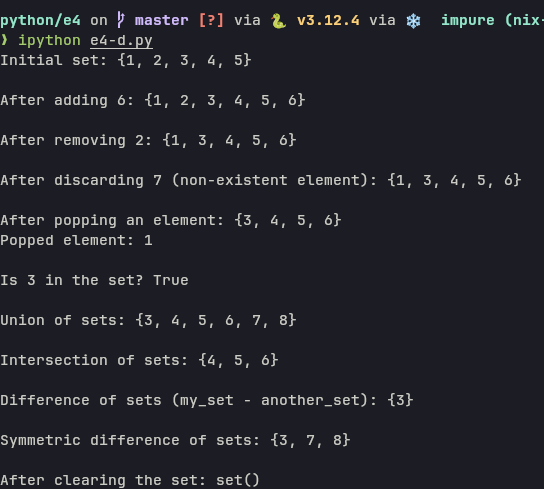 python/e4 on  master [?] via 🐍 v3.12.4 via ❄️ impure (nix-
❯ ipython e4-d.py
Initial set: {1, 2, 3, 4, 5}
After adding 6: {1, 2, 3, 4, 5, 6}
After removing 2: {1, 3, 4, 5, 6}
After discarding 7 (non-existent element): {1, 3, 4, 5, 6}
After popping an element: {3, 4, 5, 6}
Popped element: 1
Is 3 in the set? True
Union of sets: {3, 4, 5, 6, 7, 8}
Intersection of sets: {4, 5, 6}
Difference of sets (my_set - another_set): {3}
Symmetric difference of sets: {3, 7, 8}
After clearing the set: set()